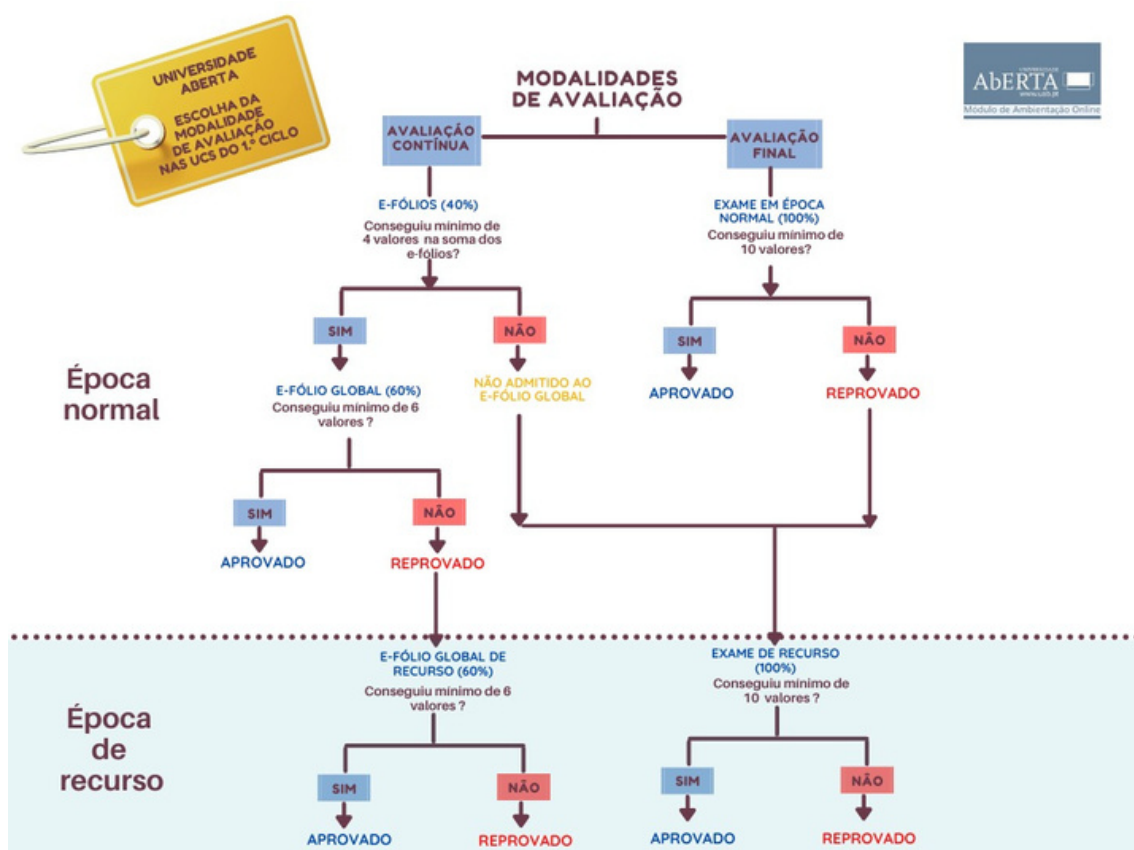 UNIVERSIDADE
ABERTA
ESCOLHA DA
MODALIDADE
DE AVALIAÇÃO
NAS UCS DO 1.º CICLO
MODALIDADES
DE AVALIAÇÃO
UNIVERSIDADE
AbERTA
www.uab.pt
Módulo de Ambientação Online
AVALIAÇÃO
CONTÍNUA
AVALIAÇÃO
FINAL
E-FÓLIOS (40%)
Conseguiu mínimo de
4 valores na soma dos
e-fólios?
EXAME EM ÉPOCA
NORMAL (100%)
Conseguiu mínimo de
10 valores?
SIM
NÃO
SIM
NÃO
Época
normal
E-FÓLIO GLOBAL (60%)
Conseguiu mínimo de 6
valores ?
NÃO ADMITIDO AO
E-FÓLIO GLOBAL
APROVADO
REPROVADO
SIM
NÃO
APROVADO
REPROVADO
Época
de
recurso
E-FÓLIO GLOBAL DE
RECURSO (60%)
Conseguiu mínimo de 6
valores ?
EXAME DE RECURSO
(100%)
Conseguiu mínimo de
10 valores ?
SIM
NÃO
SIM
NÃO
APROVADO
REPROVADO
APROVADO
REPROVADO